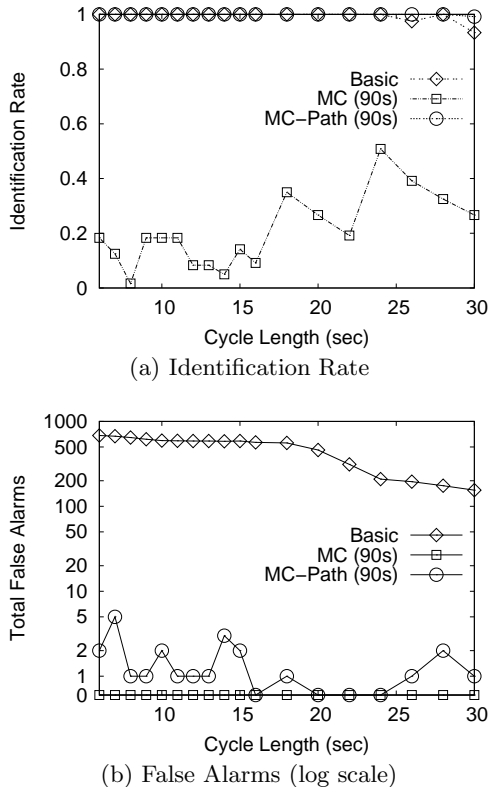 1
0.8
0.6
0.4
0.2
0
Identification Rate
Basic
MC (90s)
MC-Path (90s)
10 15 20 25 30
Cycle Length (sec)
(a) Identification Rate
1000
500
200
100
50
20
10
5
2
1
0
Total False Alarms
Basic
MC (90s)
MC-Path (90s)
10 15 20 25 30
Cycle Length (sec)
(b) False Alarms (log scale)